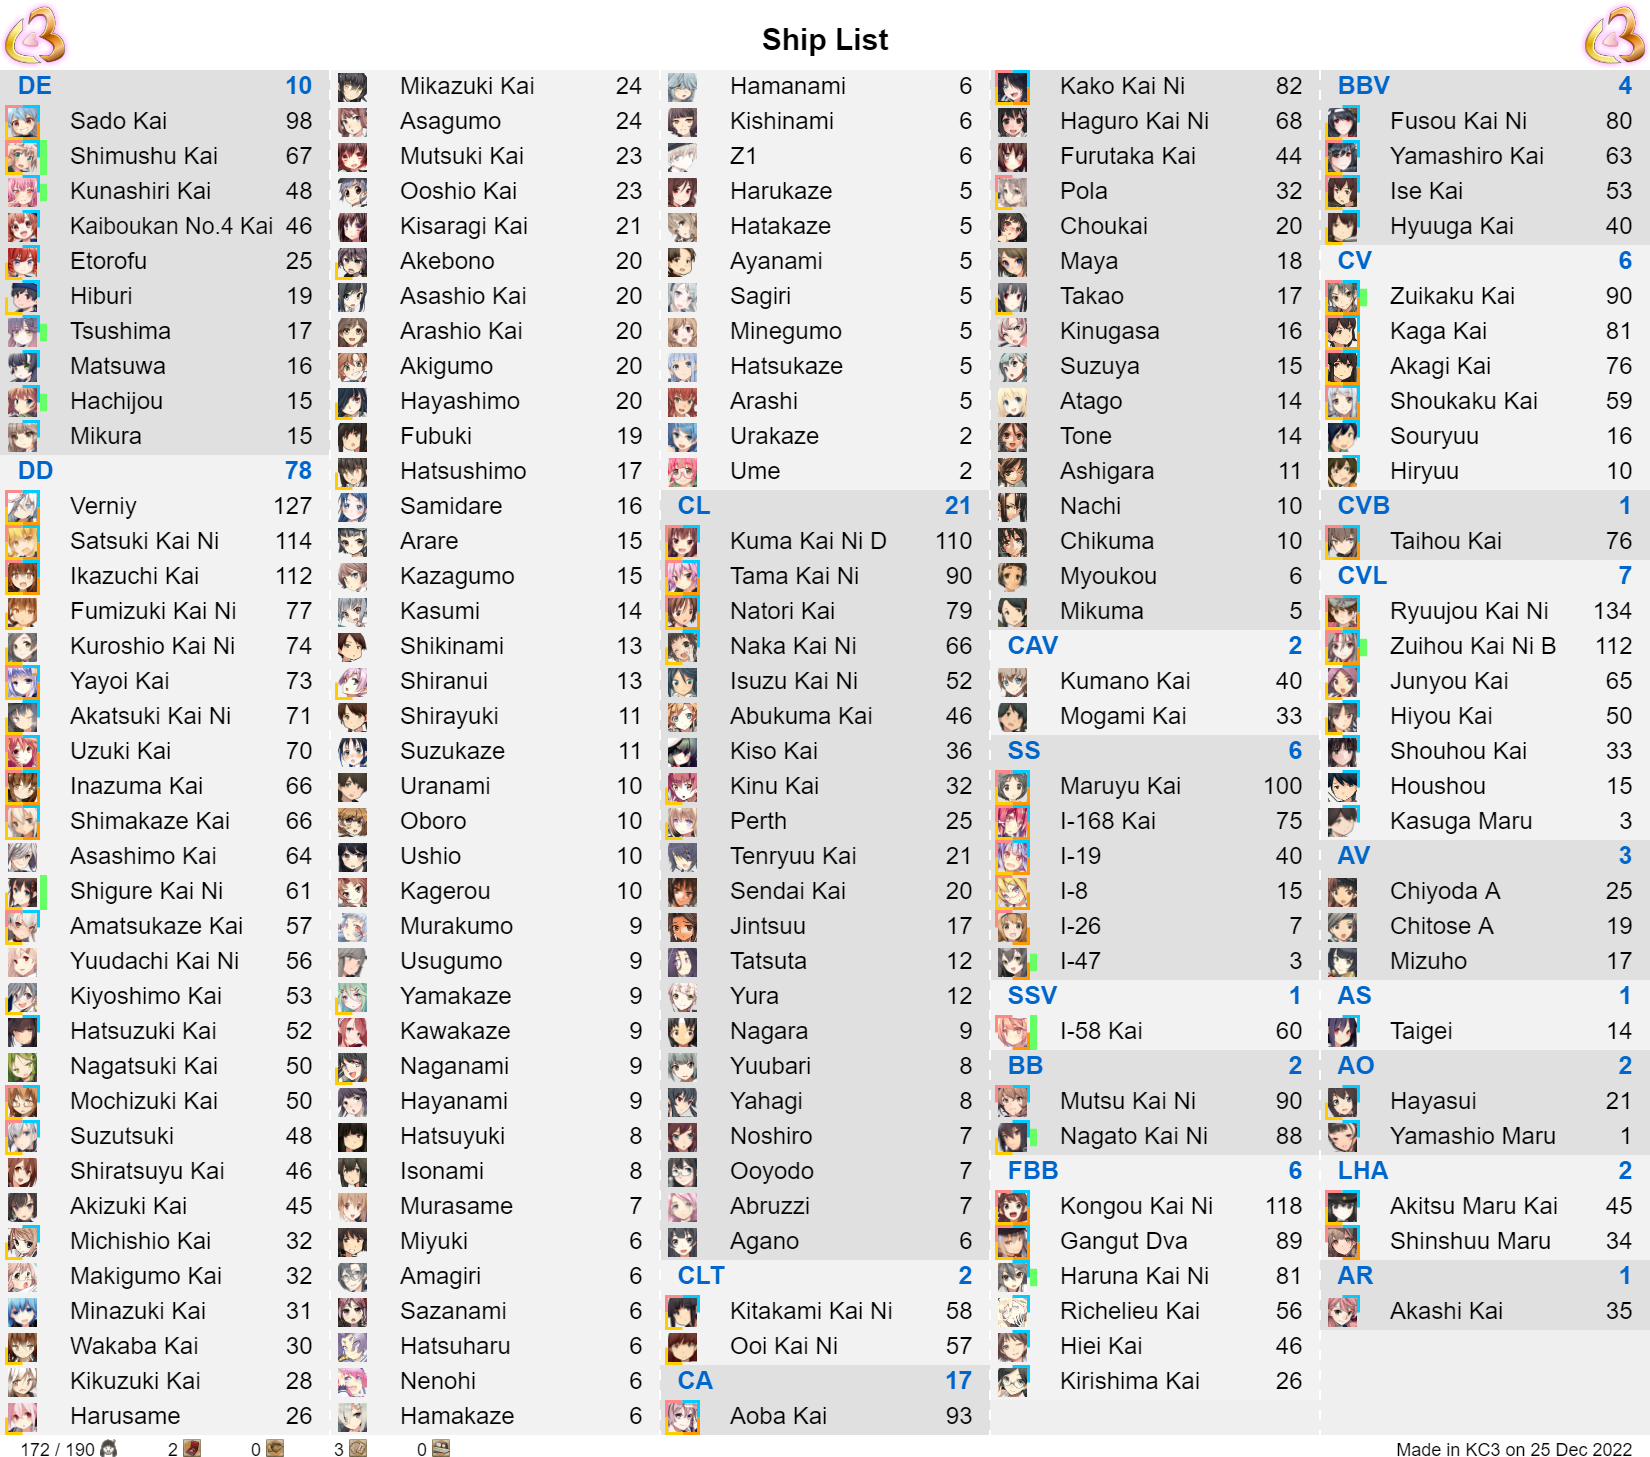 Ship List
DE 10
Sado Kai 98
Shimushu Kai 67
Kunashiri Kai 48
Kaiboukan No.4 Kai 46
Etorofu 25
Hiburi 19
Tsushima 17
Matsuwa 16
Hachijou 15
Mikura 15
DD 78
Verniy 127
Satsuki Kai Ni 114
Ikazuchi Kai 112
Fumizuki Kai Ni 77
Kuroshio Kai Ni 74
Yayoi Kai 73
Akatsuki Kai Ni 71
Uzuki Kai 70
Inazuma Kai 66
Shimakaze Kai 66
Asashimo Kai 64
Shigure Kai Ni 61
Amatsukaze Kai 57
Yuudachi Kai Ni 56
Kiyoshimo Kai 53
Hatsuzuki Kai 52
Nagatsuki Kai 50
Mochizuki Kai 50
Suzutsuki 48
Shiratsuyu Kai 46
Akizuki Kai 45
Michishio Kai 32
Makigumo Kai 32
Minazuki Kai 31
Wakaba Kai 30
Kikuzuki Kai 28
Harusame 26
Mikazuki Kai 24
Asagumo 24
Mutsuki Kai 23
Ooshio Kai 23
Kisaragi Kai 21
Akebono 20
Asashio Kai 20
Arashio Kai 20
Akigumo 20
Hayashimo 20
Fubuki 19
Hatsushimo 17
Samidare 16
Arare 15
Kazagumo 15
Kasumi 14
Shikinami 13
Shiranui 13
Shirayuki 11
Suzukaze 11
Uranami 10
Oboro 10
Ushio 10
Kagerou 10
Murakumo 9
Usugumo 9
Yamakaze 9
Kawakaze 9
Naganami 9
Hayanami 9
Hatsuyuki 8
Isonami 8
Murasame 7
Miyuki 6
Amagiri 6
Sazanami 6
Hatsuharu 6
Nenohi 6
Hamakaze 6
Hamanami 6
Kishinami 6
Z1 6
Harukaze 5
Hatakaze 5
Ayanami 5
Sagiri 5
Minegumo 5
Hatsukaze 5
Arashi 5
Urakaze 2
Ume 2
CL 21
Kuma Kai Ni D 110
Tama Kai Ni 90
Natori Kai 79
Naka Kai Ni 66
Isuzu Kai Ni 52
Abukuma Kai 46
Kiso Kai 36
Kinu Kai 32
Perth 25
Tenryuu Kai 21
Sendai Kai 20
Jintsuu 17
Tatsuta 12
Yura 12
Nagara 9
Yuubari 8
Yahagi 8
Noshiro 7
Ooyodo 7
Abruzzi 7
Agano 6
CLT 2
Kitakami Kai Ni 58
Ooi Kai Ni 57
CA 17
Aoba Kai 93
Kako Kai Ni 82
Haguro Kai Ni 68
Furutaka Kai 44
Pola 32
Choukai 20
Maya 18
Takao 17
Kinugasa 16
Suzuya 15
Atago 14
Tone 14
Ashigara 11
Nachi 10
Chikuma 10
Myoukou 6
Mikuma 5
CAV 2
Kumano Kai 40
Mogami Kai 33
SS 6
Maruyu Kai 100
I-168 Kai 75
I-19 40
I-8 15
I-26 7
I-47 3
SSV 1
I-58 Kai 60
BB 2
Mutsu Kai Ni 90
Nagato Kai Ni 88
FBB 6
Kongou Kai Ni 118
Gangut Dva 89
Haruna Kai Ni 81
Richelieu Kai 56
Hiei Kai 46
Kirishima Kai 26
BBV 4
Fusou Kai Ni 80
Yamashiro Kai 63
Ise Kai 53
Hyuuga Kai 40
CV 6
Zuikaku Kai 90
Kaga Kai 81
Akagi Kai 76
Shoukaku Kai 59
Souryuu 16
Hiryuu 10
CVB 1
Taihou Kai 76
CVL 7
Ryuujou Kai Ni 134
Zuihou Kai Ni B 112
Junyou Kai 65
Hiyou Kai 50
Shouhou Kai 33
Houshou 15
Kasuga Maru 3
AV 3
Chiyoda A 25
Chitose A 19
Mizuho 17
AS 1
Taigei 14
AO 2
Hayasui 21
Yamashio Maru 1
LHA 2
Akitsu Maru Kai 45
Shinshuu Maru 34
AR 1
Akashi Kai 35
172 / 190 2 0 3 0
Made in KC3 on 25 Dec 2022